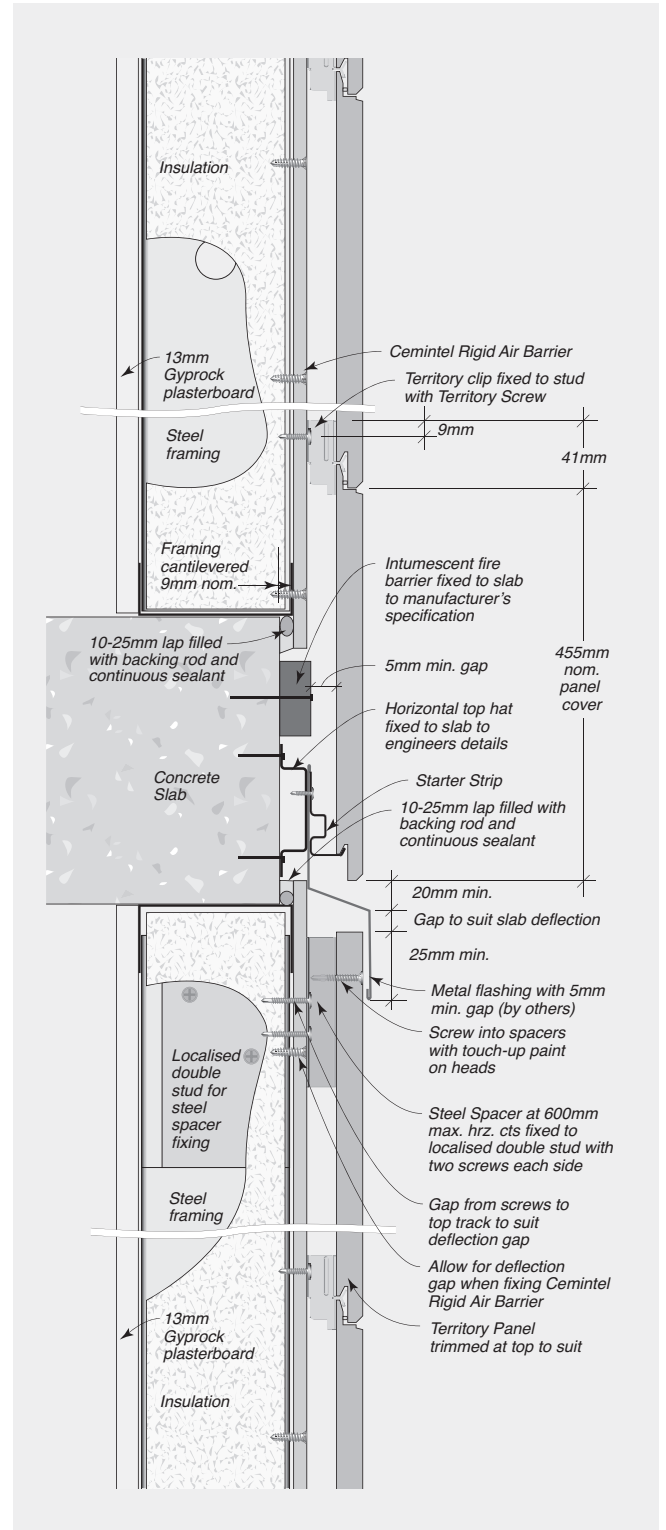 Insulation
13mm
Gyprock
plasterboard
Cemintel Rigid Air Barrier
Territory clip fixed to stud
with Territory Screw
9mm
41mm
Steel
framing
Framing
cantilevered
9mm nom.
Intumescent fire
barrier fixed to slab
to manufacturer's
specification
10-25mm lap filled
with backing rod and
continuous sealant
5mm min. gap
455mm
nom.
panel
cover
Horizontal top hat
fixed to slab to
engineers details
Concrete
Slab
Starter Strip
10-25mm lap filled with
backing rod and
continuous sealant
20mm min.
Gap to suit slab deflection
25mm min.
Metal flashing with 5mm
min. gap (by others)
Screw into spacers
with touch-up paint
on heads
Localised
double
stud for
steel
spacer
fixing
Steel Spacer at 600mm
max. hrz. cts fixed to
localised double stud with
two screws each side
Steel
framing
Gap from screws to
top track to suit
deflection gap
Allow for deflection
gap when fixing Cemintel
Rigid Air Barrier
13mm
Gyprock
plasterboard
Territory Panel
trimmed at top to suit
Insulation